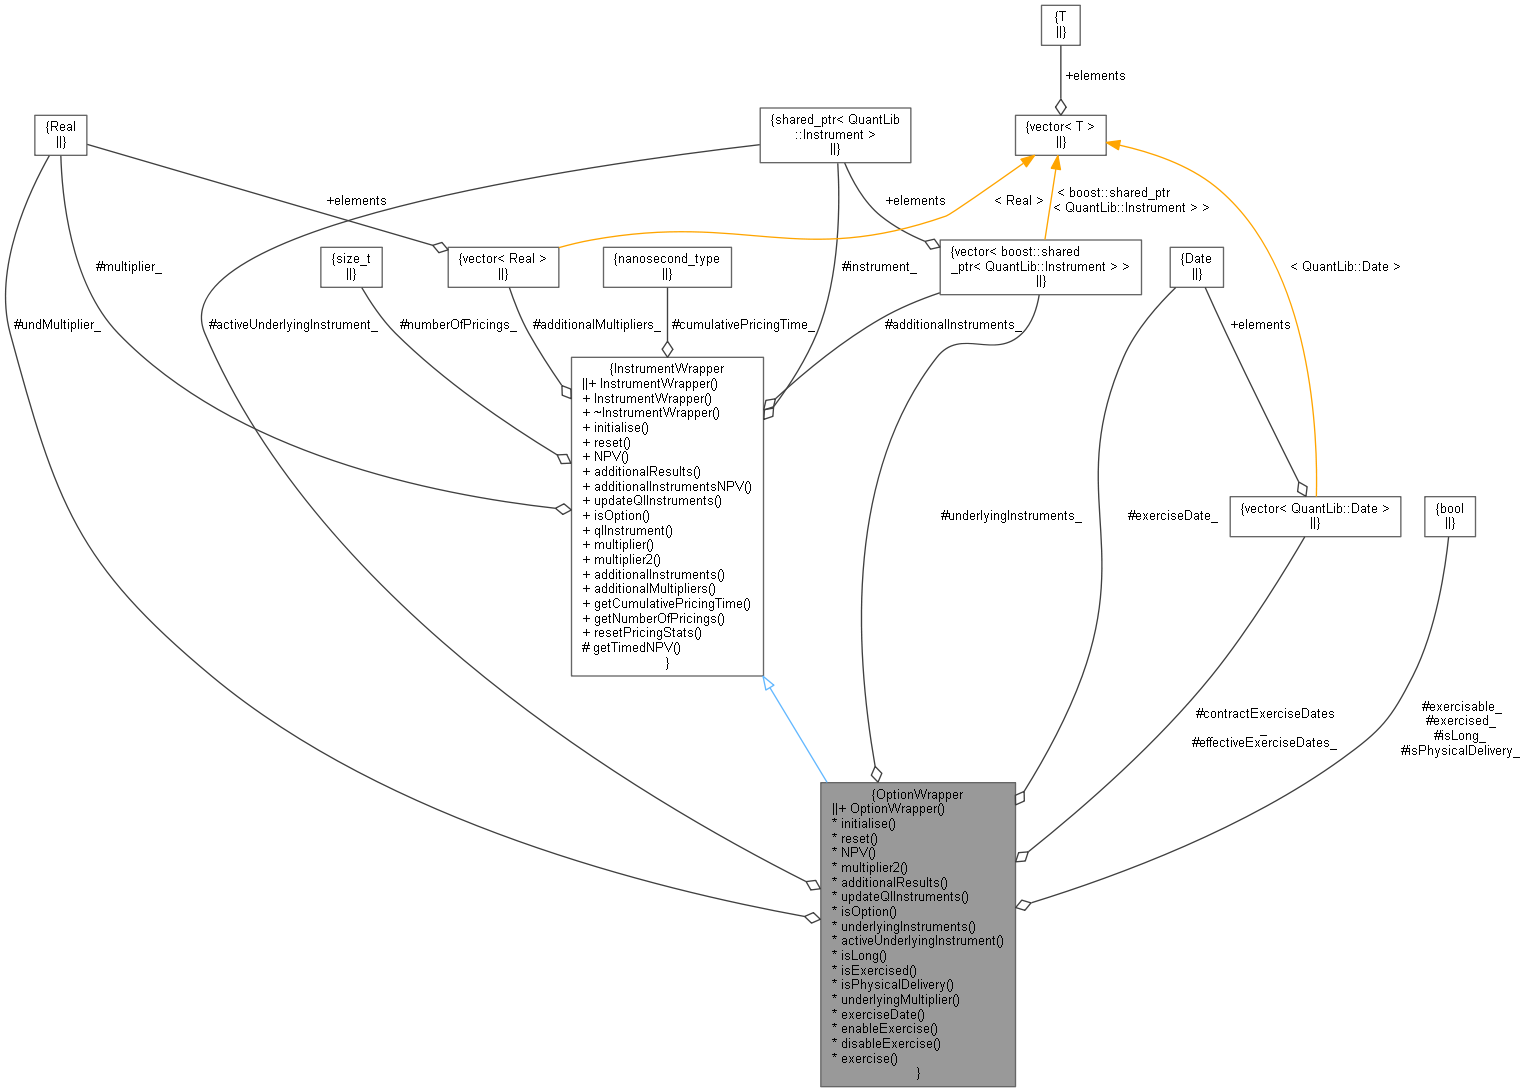 {T
||}
+elements
{Real
||}
{shared_ptr< QuantLib
::Instrument >
||}
{vector< T >
||}
+elements
+elements
< Real >
< boost::shared_ptr
< QuantLib::Instrument > >
#multiplier_
{size_t
||}
{vector< Real >
||}
{nanosecond_type
||}
#instrument_
{vector< boost::shared
_ptr< QuantLib::Instrument > >
||}
{Date
||}
< QuantLib::Date >
#undMultiplier_
#activeUnderlyingInstrument_
#numberOfPricings_
#additionalMultipliers_
#cumulativePricingTime_
#additionalInstruments_
+elements
{InstrumentWrapper
||+ InstrumentWrapper()
+ InstrumentWrapper()
+ ~InstrumentWrapper()
+ initialise()
+ reset()
+ NPV()
+ additionalResults()
+ additionalInstrumentsNPV()
+ updateQlInstruments()
+ isOption()
+ qlInstrument()
+ multiplier()
+ multiplier2()
+ additionalInstruments()
+ additionalMultipliers()
+ getCumulativePricingTime()
+ getNumberOfPricings()
+ resetPricingStats()
# getTimedNPV()
}
#underlyingInstruments_
#exerciseDate_
{vector< QuantLib::Date >
||}
{bool
||}
#contractExerciseDates
_
#effectiveExerciseDates_
#exercisable_
#exercised_
#isLong_
#isPhysicalDelivery_
{OptionWrapper
||+ OptionWrapper()
* initialise()
* reset()
* NPV()
* multiplier2()
* additionalResults()
* updateQlInstruments()
* isOption()
* underlyingInstruments()
* activeUnderlyingInstrument()
* isLong()
* isExercised()
* isPhysicalDelivery()
* underlyingMultiplier()
* exerciseDate()
* enableExercise()
* disableExercise()
* exercise()
}